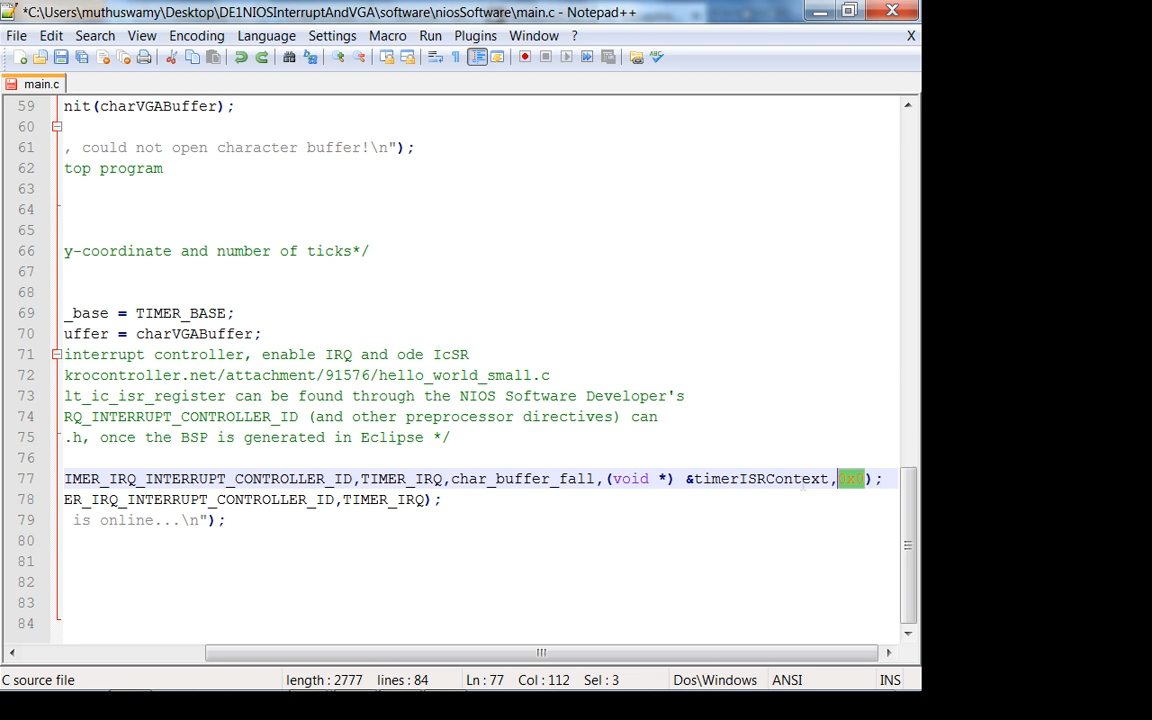 *C:\Users\muthuswamy\Desktop\DE1NIOSInterruptAndVGA\software\niosSoftware\main.c - Notepad++
File Edit Search View Encoding Language Settings Macro Run Plugins Window ? X
main.c
59 nit(charVGABuffer);
60
61 , could not open character buffer!\n");
62 top program
63
64
65
66 y-coordinate and number of ticks*/
67
68
69 _base = TIMER_BASE;
70 uffer = charVGABuffer;
71 interrupt controller, enable IRQ and ode IcSR
72 krocontroller.net/attachment/91576/hello_world_small.c
73 lt_ic_isr_register can be found through the NIOS Software Developer's
74 RQ_INTERRUPT_CONTROLLER_ID (and other preprocessor directives) can
75 .h, once the BSP is generated in Eclipse */
76
77 IMER_IRQ_INTERRUPT_CONTROLLER_ID,TIMER_IRQ,char_buffer_fall,(void *) &timerISRContext,0x0);
78 ER_IRQ_INTERRUPT_CONTROLLER_ID,TIMER_IRQ);
79 is online...\n");
80
81
82
83
84
C source file length : 2777 lines : 84 Ln : 77 Col : 112 Sel : 3 Dos\Windows ANSI INS